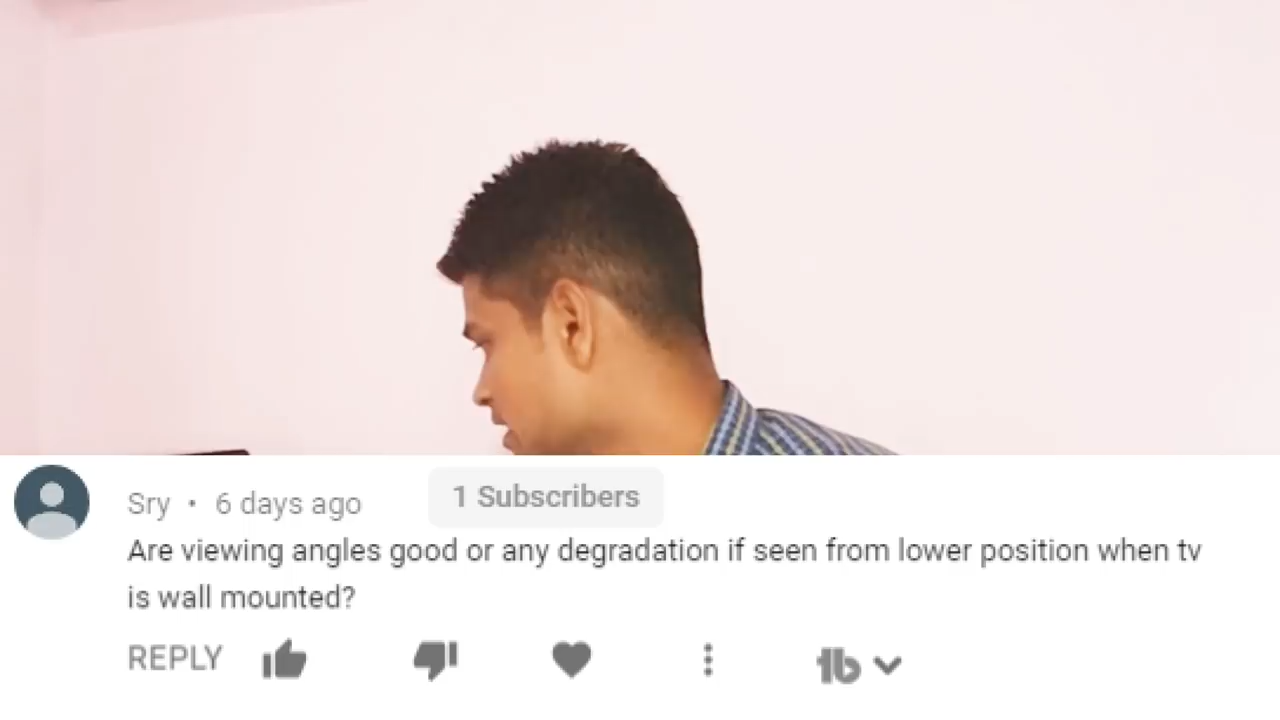 Sry • 6 days ago 1 Subscribers
Are viewing angles good or any degradation if seen from lower position when tv
is wall mounted?
REPLY